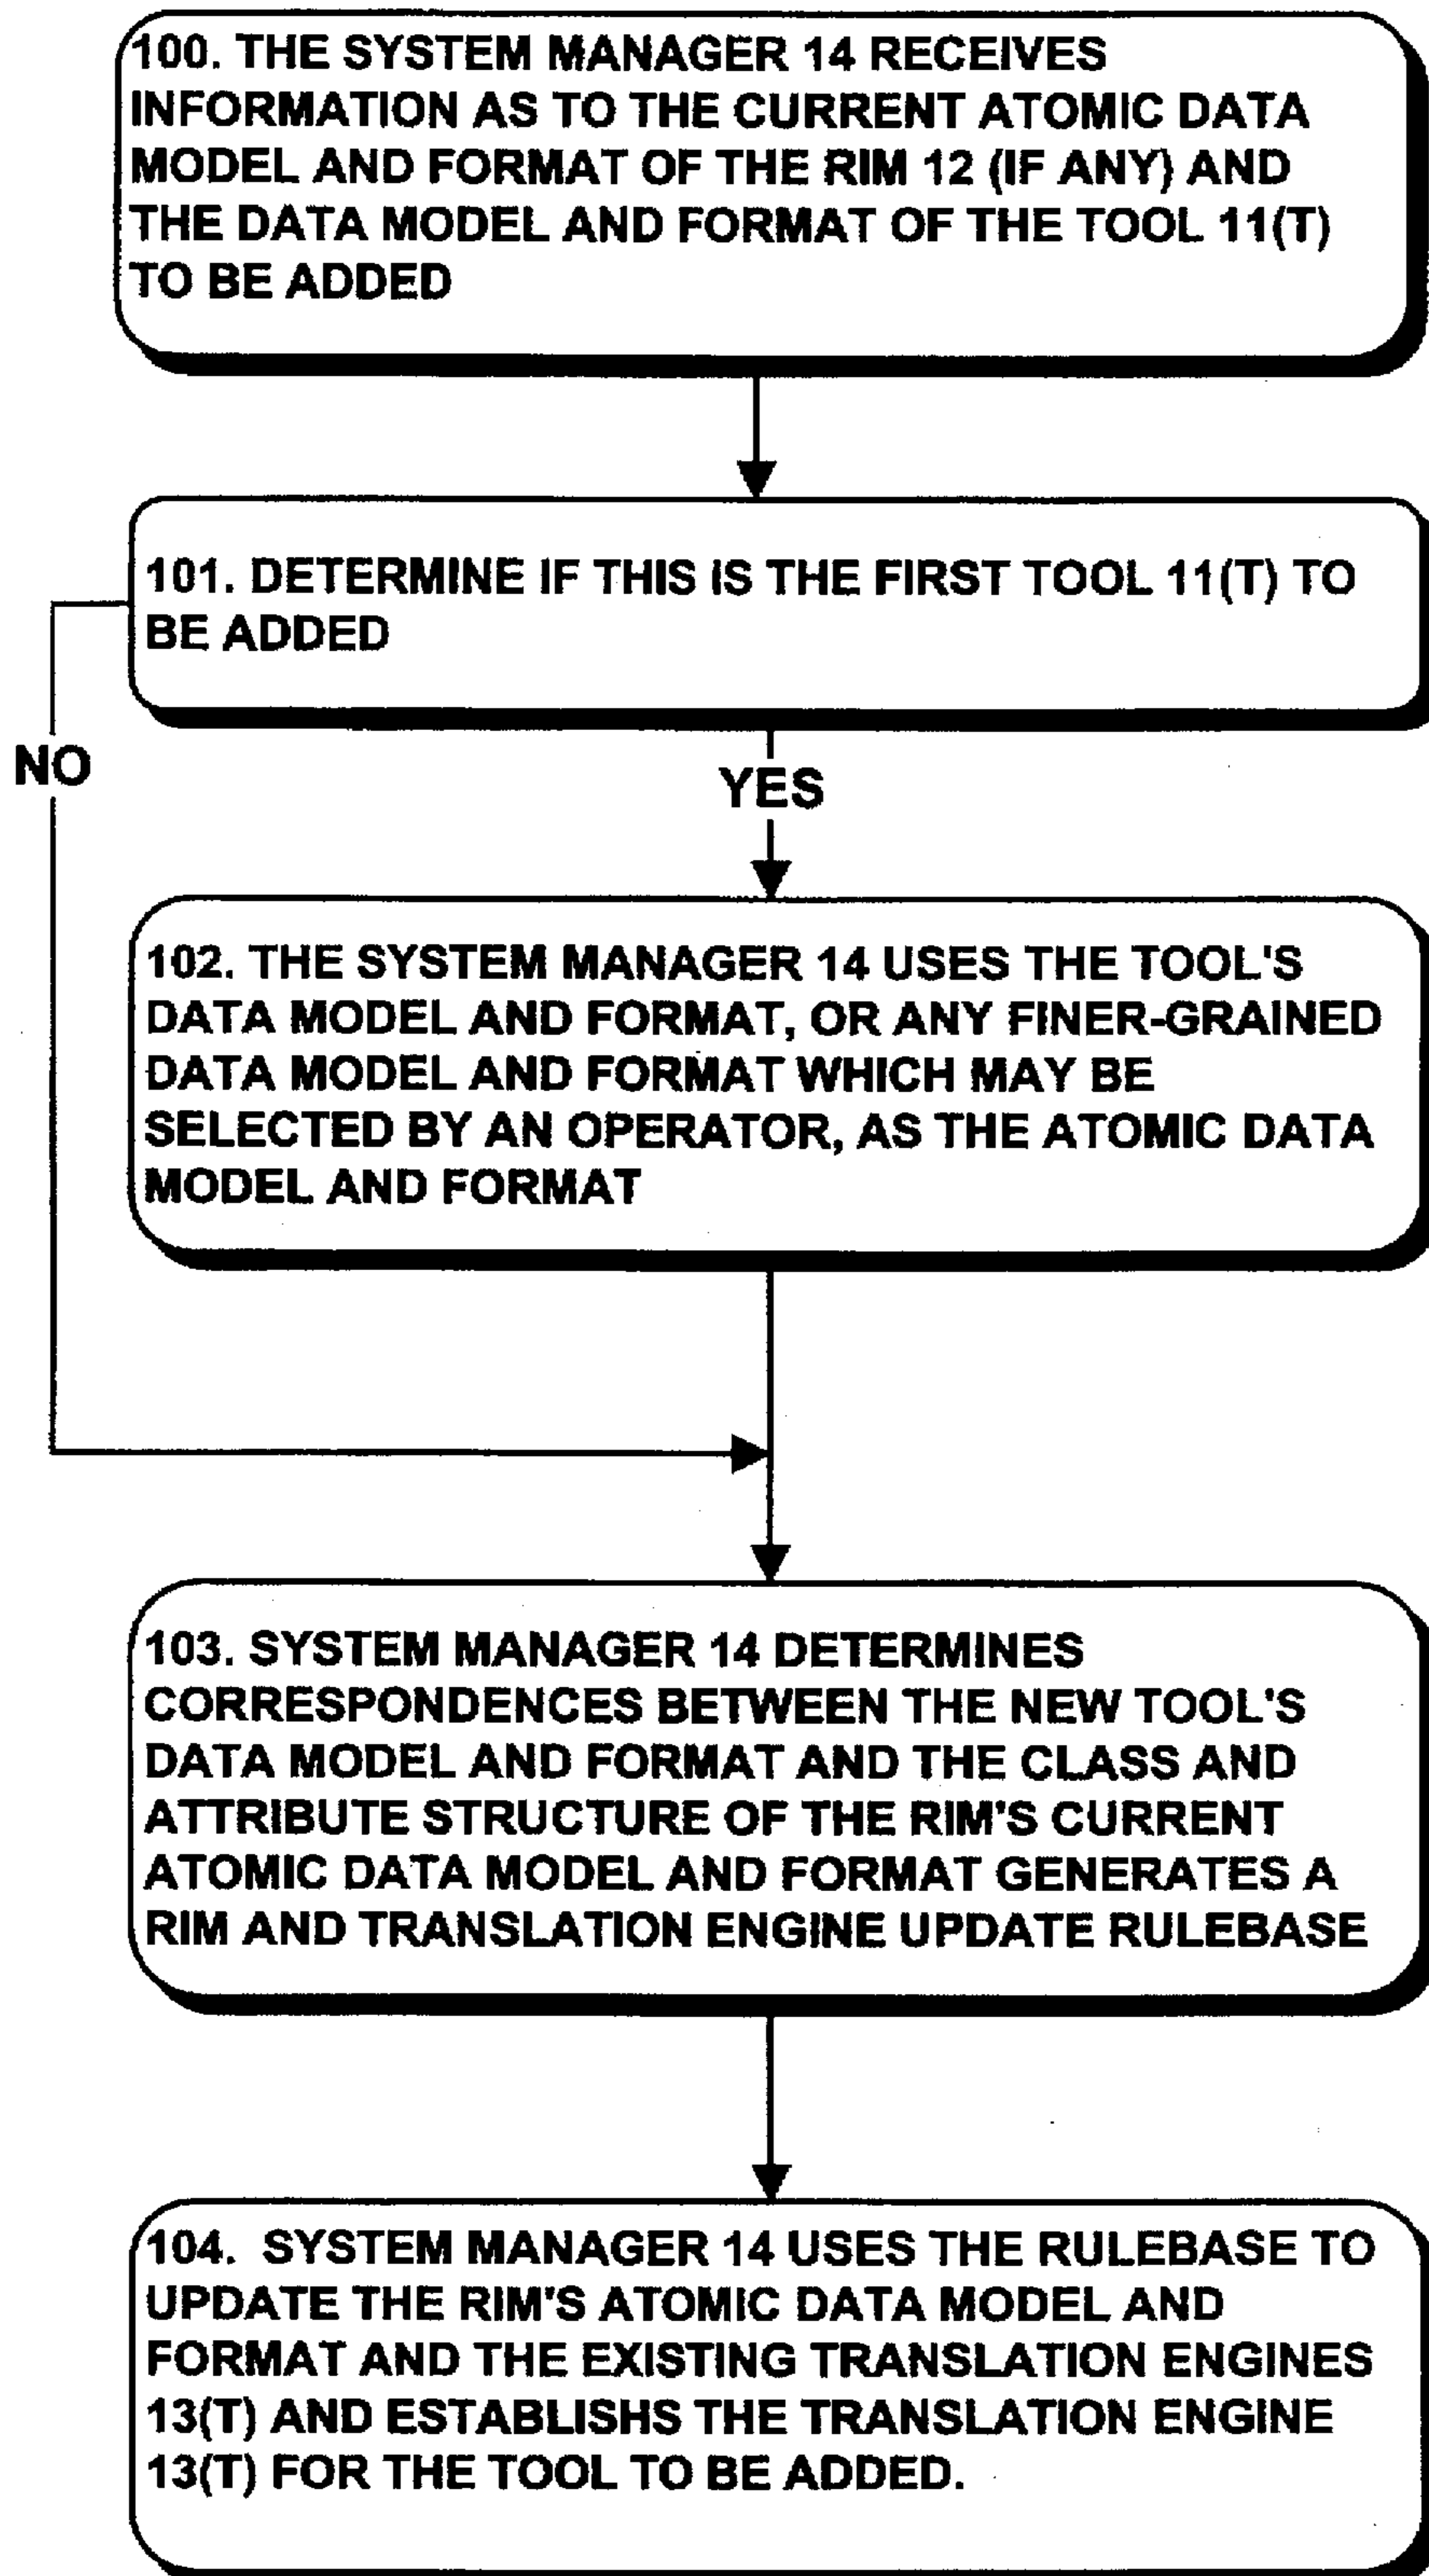 100. THE SYSTEM MANAGER 14 RECEIVES
INFORMATION AS TO THE CURRENT ATOMIC DATA
MODEL AND FORMAT OF THE RIM 12 (IF ANY) AND
THE DATA MODEL AND FORMAT OF THE TOOL 11(T)
TO BE ADDED
101. DETERMINE IF THIS IS THE FIRST TOOL 11(T) TO
BE ADDED
NO
YES
102. THE SYSTEM MANAGER 14 USES THE TOOL'S
DATA MODEL AND FORMAT, OR ANY FINER-GRAINED
DATA MODEL AND FORMAT WHICH MAY BE
SELECTED BY AN OPERATOR, AS THE ATOMIC DATA
MODEL AND FORMAT
103. SYSTEM MANAGER 14 DETERMINES
CORRESPONDENCES BETWEEN THE NEW TOOL'S
DATA MODEL AND FORMAT AND THE CLASS AND
ATTRIBUTE STRUCTURE OF THE RIM'S CURRENT
ATOMIC DATA MODEL AND FORMAT GENERATES A
RIM AND TRANSLATION ENGINE UPDATE RULEBASE
104. SYSTEM MANAGER 14 USES THE RULEBASE TO
UPDATE THE RIM'S ATOMIC DATA MODEL AND
FORMAT AND THE EXISTING TRANSLATION ENGINES
13(T) AND ESTABLISHS THE TRANSLATION ENGINE
13(T) FOR THE TOOL TO BE ADDED.